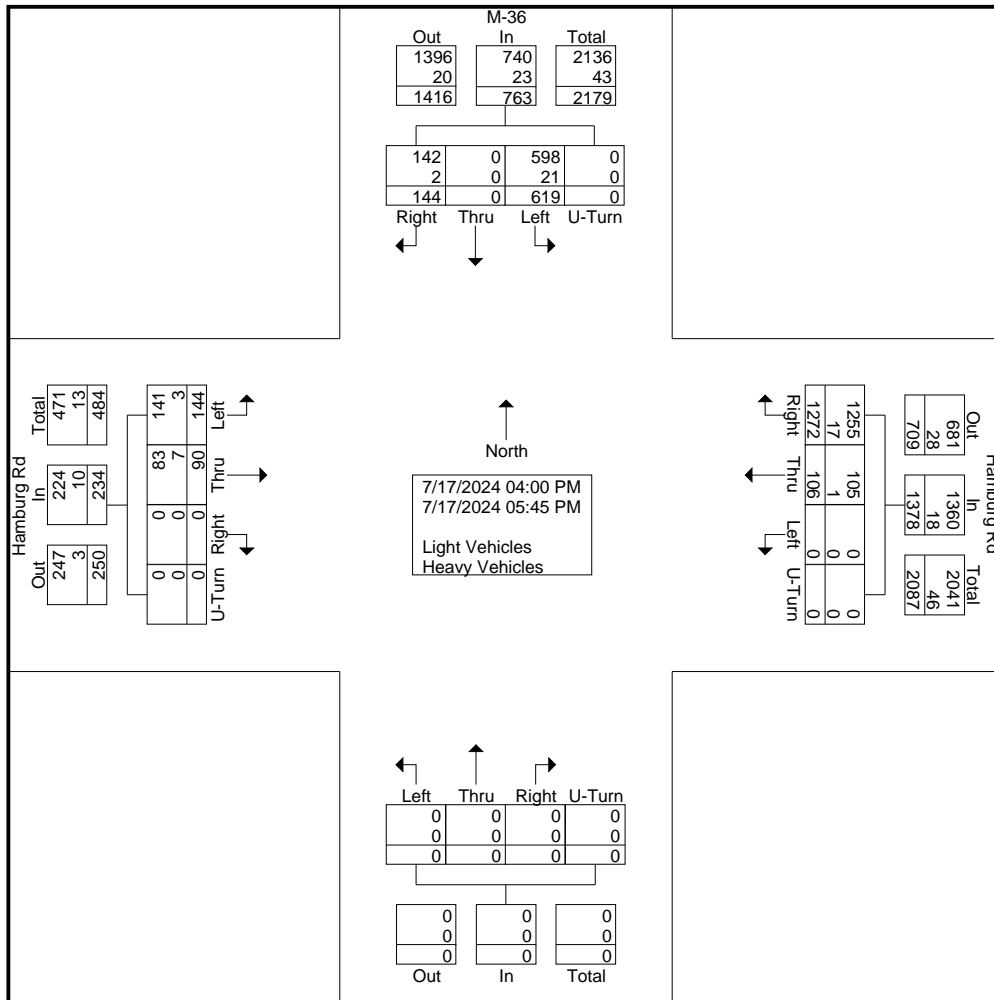 M-36
Out In Total
1396 740 2136
20 23 43
1416 763 2179
142 0 598 0
2 0 21 0
144 0 619 0
Right Thru Left U-Turn
Hamburg Rd
Total In Out
471 224 247
13 10 3
484 234 250
141 83 0 0
3 7 0 0
144 90 0 0
Left Thru Right U-Turn
North
7/17/2024 04:00 PM
7/17/2024 05:45 PM
Light Vehicles
Heavy Vehicles
Right Thru Left U-Turn
1272 106 0 0
17 1 0 0
1255 105 0 0
709 1378 2087
28 18 46
681 1360 2041
Out In Total
Hamburg Rd
Left Thru Right U-Turn
0 0 0 0
0 0 0 0
0 0 0 0
0 0 0
0 0 0
0 0 0
Out In Total